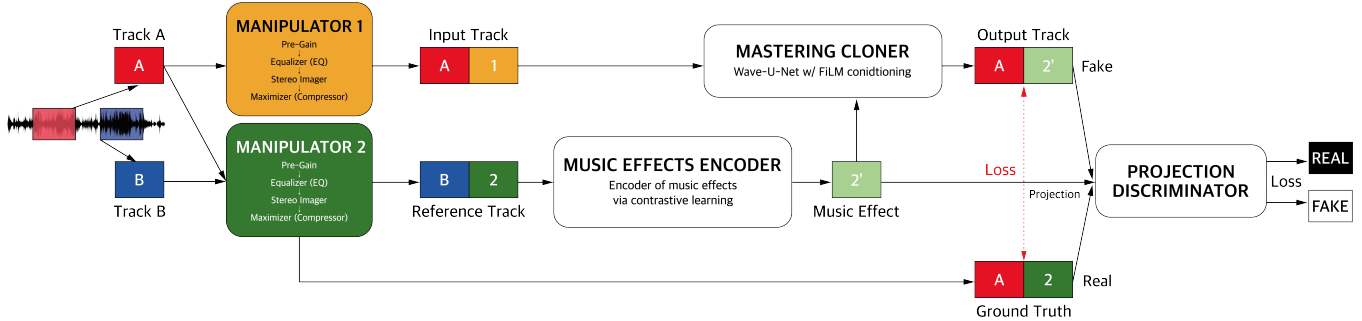 Track A
A
B
Track B
MANIPULATOR 1
Pre-Gain
↓
Equalizer (EQ)
↓
Stereo Imager
↓
Maximizer (Compressor)
MANIPULATOR 2
Pre-Gain
↓
Equalizer (EQ)
↓
Stereo Imager
↓
Maximizer (Compressor)
Input Track
A 1
B 2
Reference Track
MUSIC EFFECTS ENCODER
Encoder of music effects
via contrastive learning
MASTERING CLONER
Wave-U-Net w/ FiLM conidtioning
2'
Music Effect
Output Track
A 2'
Fake
Loss
Projection
A 2
Real
Ground Truth
PROJECTION
DISCRIMINATOR
REAL
Loss
FAKE